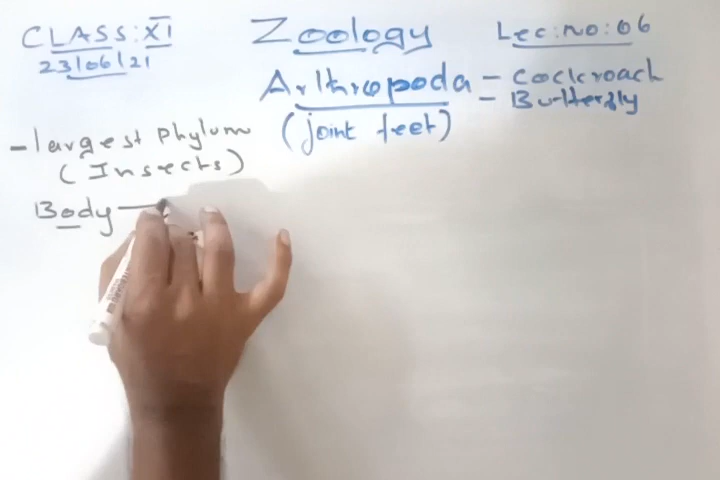 CLASS: XI
Zoology
Lec: no: 06
23/06/21
Arthropoda - cockroach
- Butterfly
(joint feet)
- largest phylum
(Insects)
Body